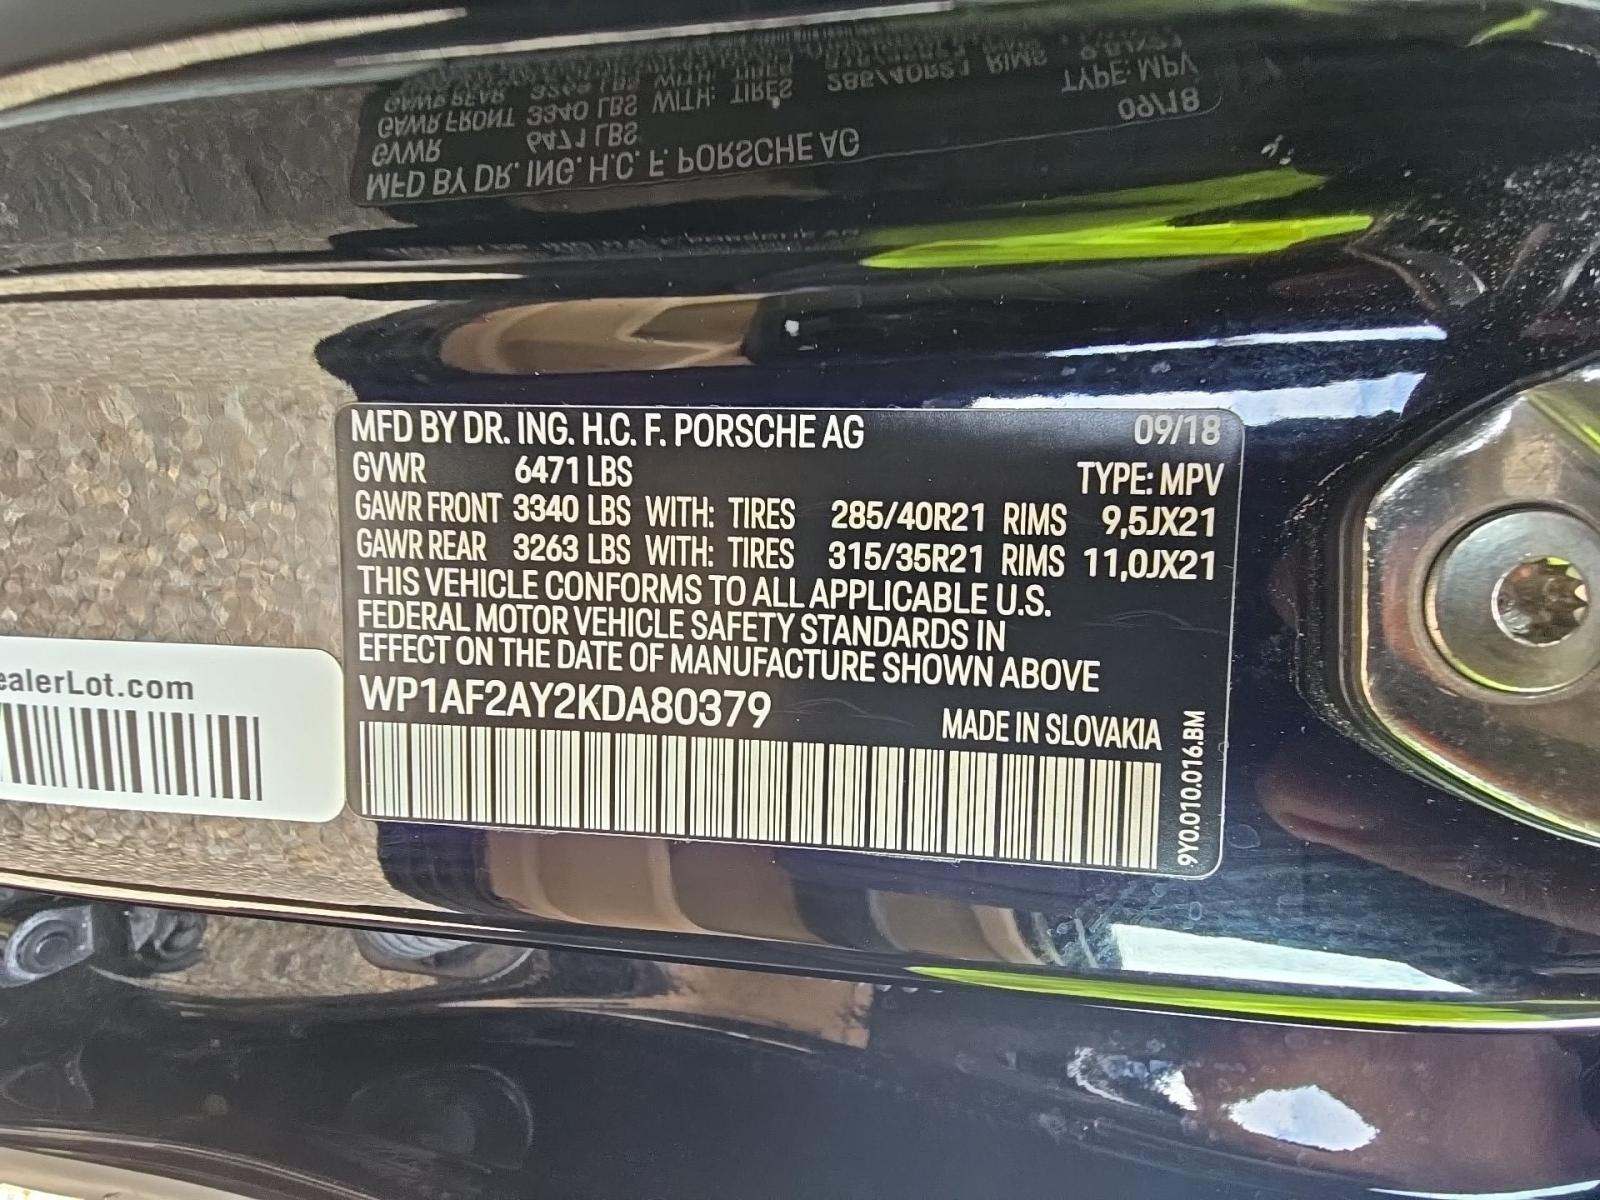 MFD BY DR. ING. H.C. F. PORSCHE AG 09/18
GVWR 6471 LBS TYPE: MPV
GAWR FRONT 3340 LBS WITH: TIRES 285/40R21 RIMS 9,5JX21
GAWR REAR 3263 LBS WITH: TIRES 315/35R21 RIMS 11,0JX21
THIS VEHICLE CONFORMS TO ALL APPLICABLE U.S.
FEDERAL MOTOR VEHICLE SAFETY STANDARDS IN
EFFECT ON THE DATE OF MANUFACTURE SHOWN ABOVE
WP1AF2AY2KDA80379
MADE IN SLOVAKIA
9Y0.010.016.BM
ealerLot.com